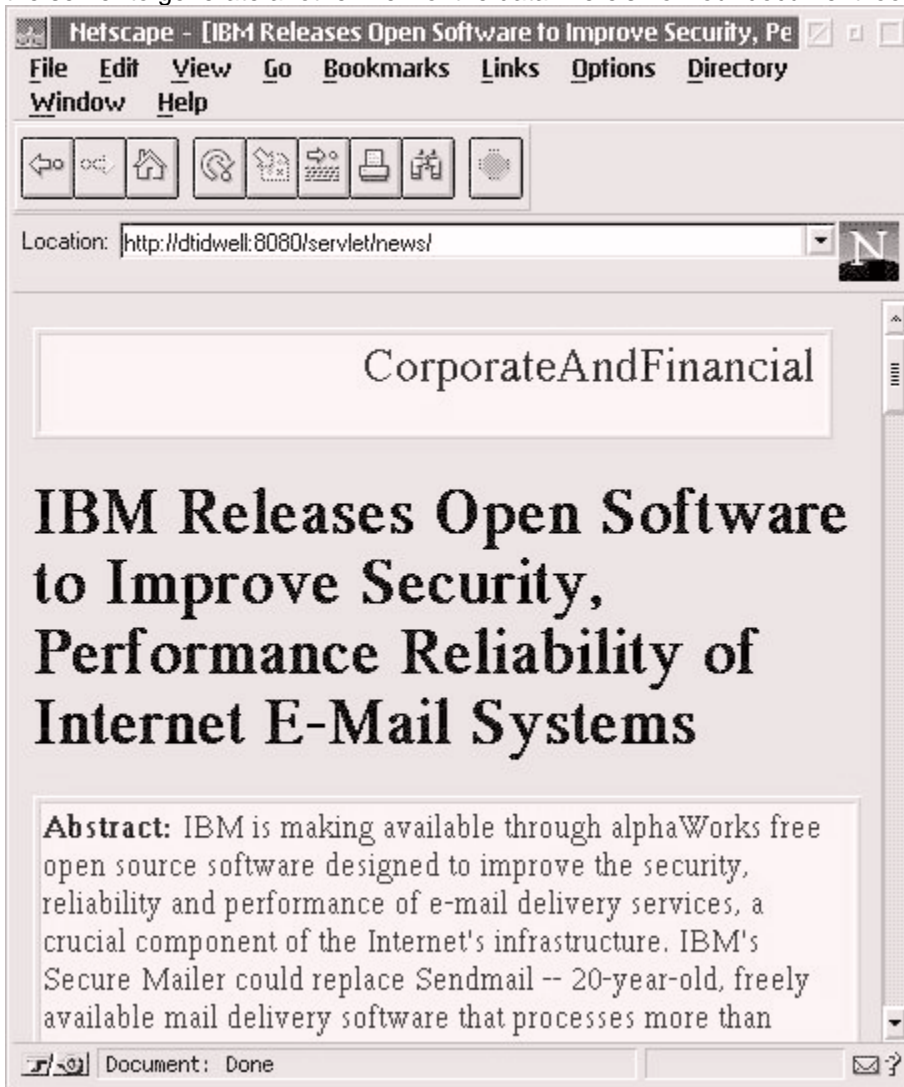 Netscape - [IBM Releases Open Software to Improve Security, Pe
File Edit View Go Bookmarks Links Options Directory
Window Help
Location: http://dtidwell:8080/servlet/news/
N
CorporateAndFinancial
IBM Releases Open Software
to Improve Security,
Performance Reliability of
Internet E-Mail Systems
Abstract: IBM is making available through alphaWorks free
open source software designed to improve the security,
reliability and performance of e-mail delivery services, a
crucial component of the Internet's infrastructure. IBM's
Secure Mailer could replace Sendmail -- 20-year-old, freely
available mail delivery software that processes more than
Document: Done
?